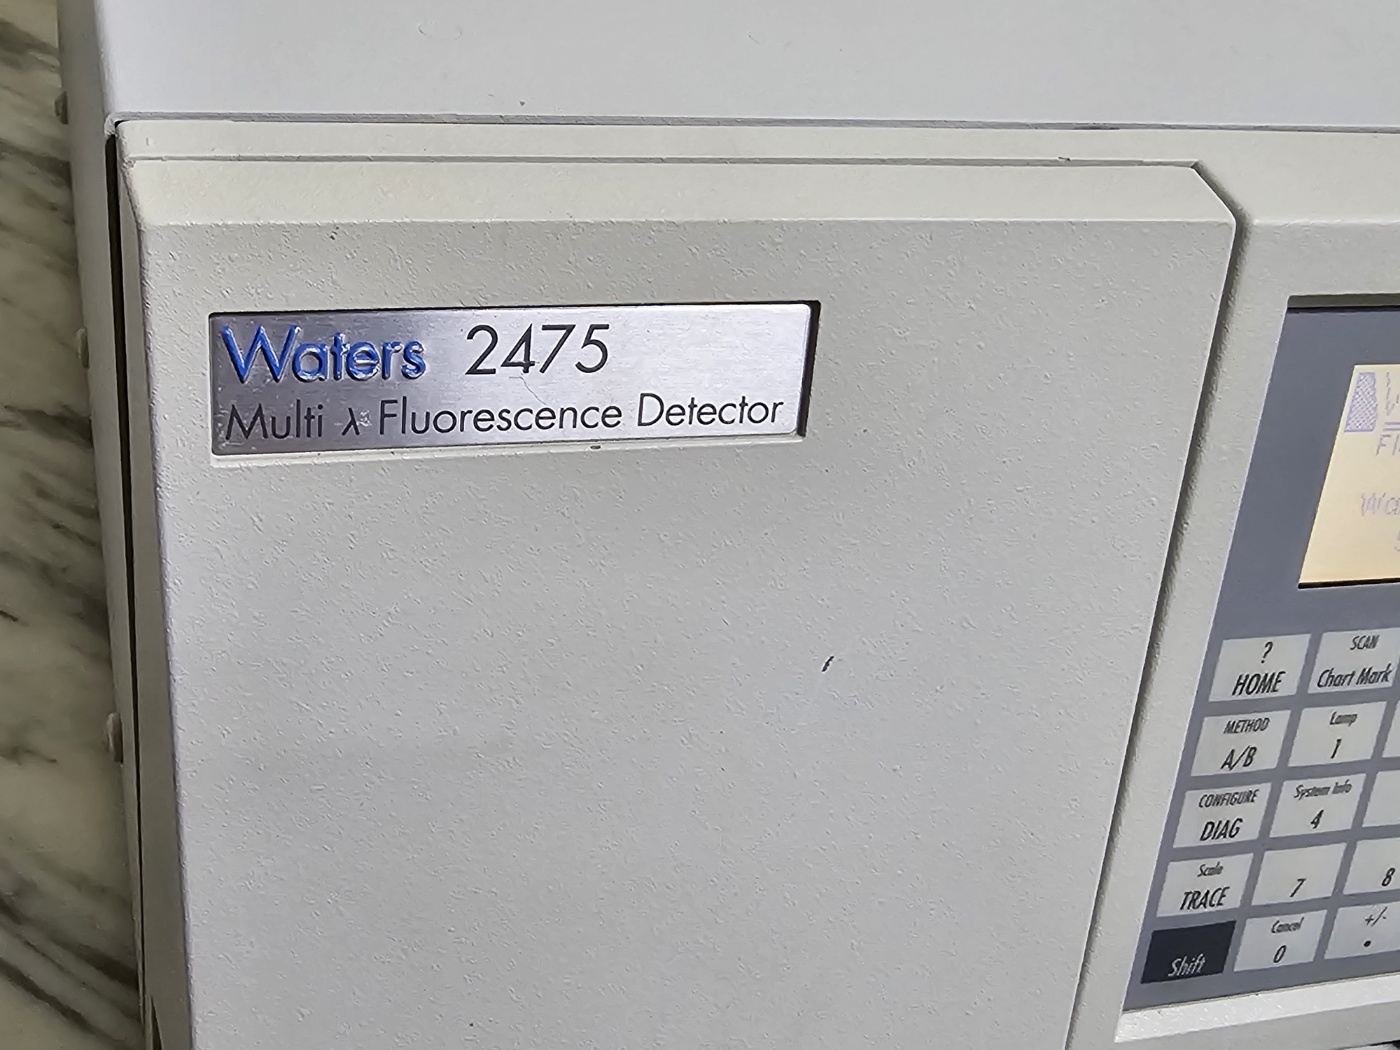 Waters 2475
Multi λ Fluorescence Detector
?
HOME
SCAN
Chart Mark
METHOD
A/B
Lamp
1
CONFIGURE
DIAG
System Info
4
Scale
TRACE
7
8
Shift
Cancel
0
+/-
.